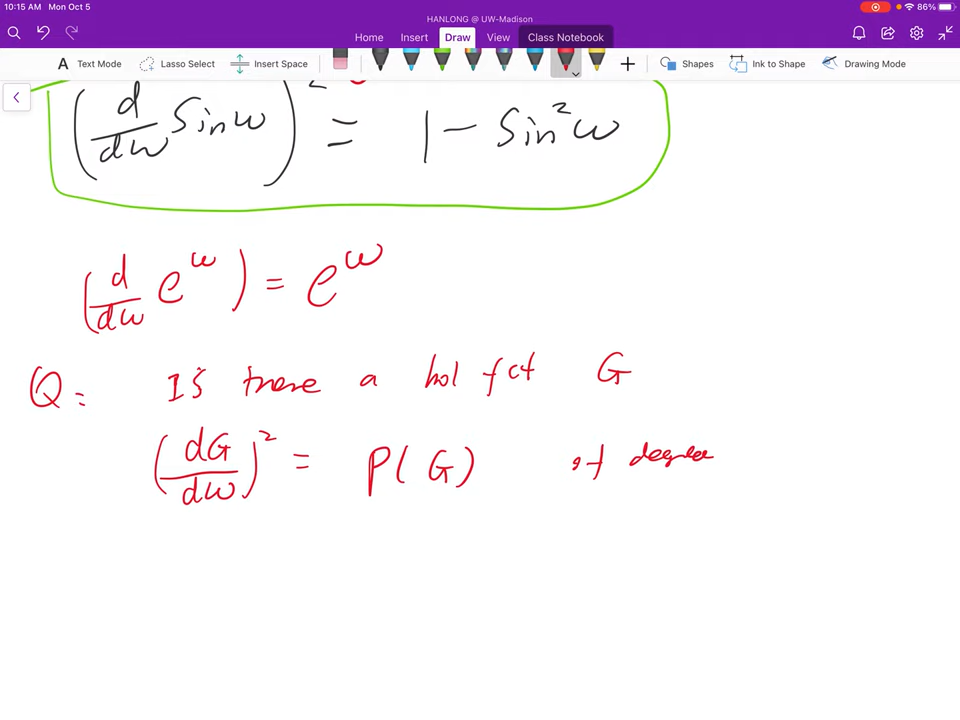 10:15 AM Mon Oct 5
86%
HANLONG @ UW-Madison
Home Insert Draw View Class Notebook
A Text Mode Lasso Select Insert Space + Shapes Ink to Shape Drawing Mode
(d/dw Sin w)² = 1 - Sin²w
(d/dw e^w) = e^w
Q: Is there a hol fct G
(dG/dw)² = P(G) of degree